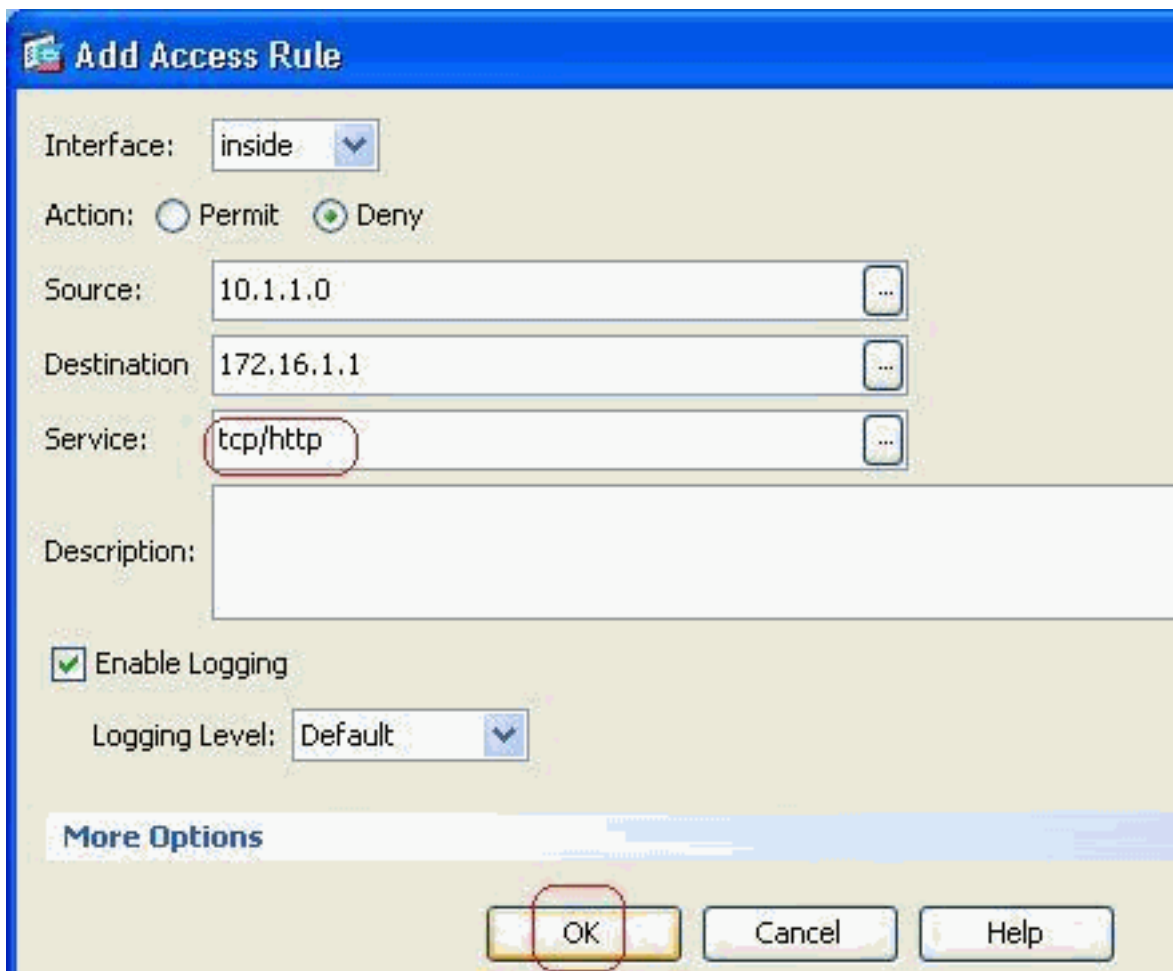 Add Access Rule
Interface: inside
Action: Permit Deny
Source: 10.1.1.0 ...
Destination 172.16.1.1 ...
Service: tcp/http ...
Description:
Enable Logging
Logging Level: Default
More Options
OK Cancel Help